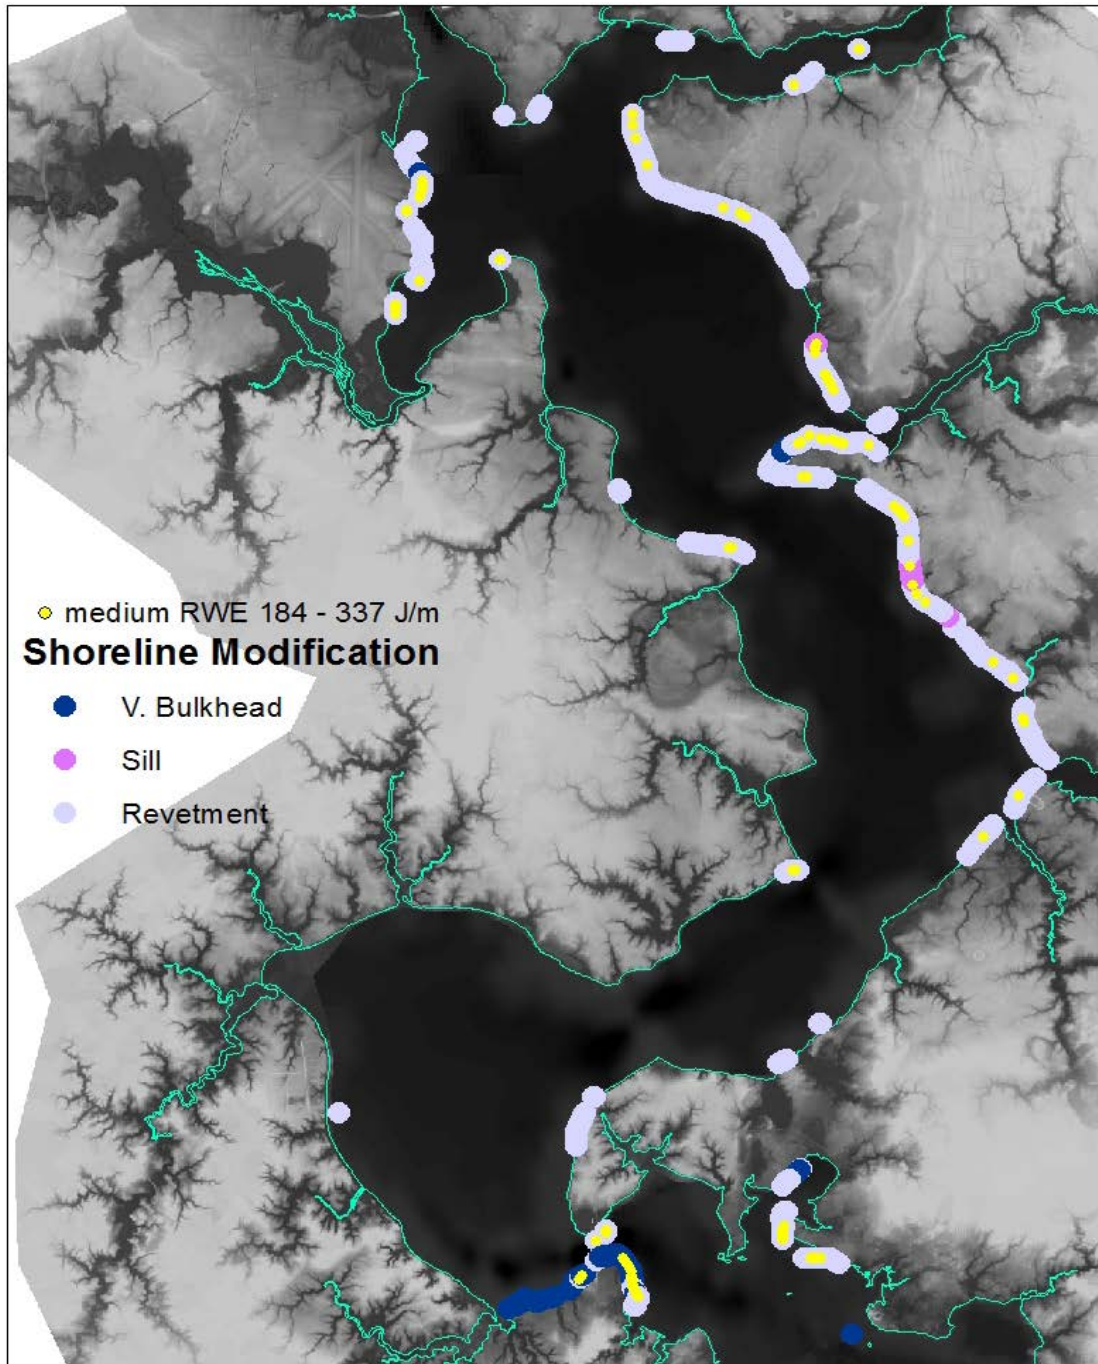 medium RWE 184 - 337 J/m
Shoreline Modification
V. Bulkhead
Sill
Revetment